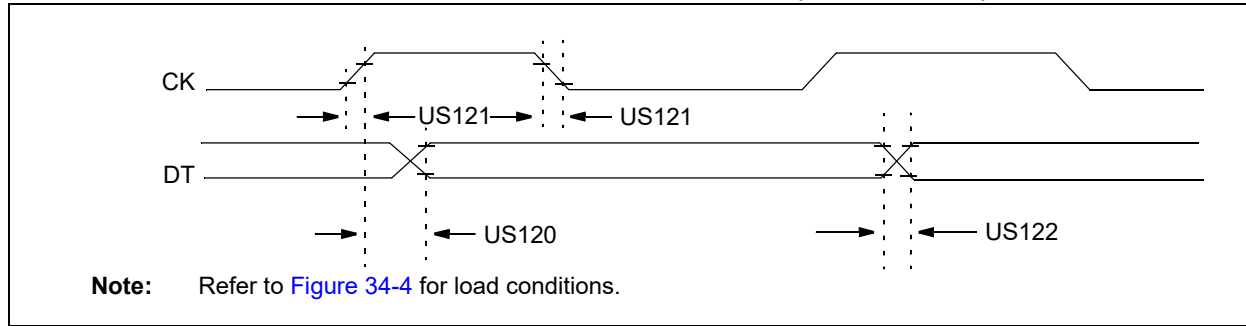 CK
US121 US121
DT
US120 US122
Note: Refer to Figure 34-4 for load conditions.